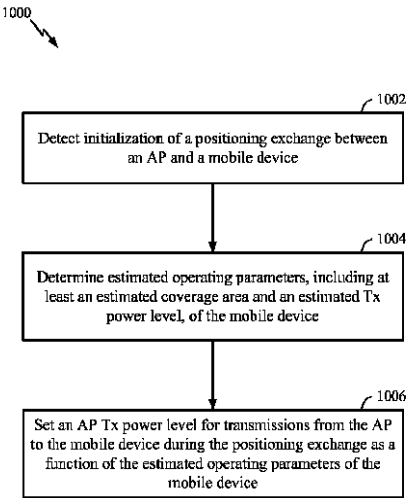 1000
1002
Detect initialization of a positioning exchange between
an AP and a mobile device
1004
Determine estimated operating parameters, including at
least an estimated coverage area and an estimated Tx
power level, of the mobile device
1006
Set an AP Tx power level for transmissions from the AP
to the mobile device during the positioning exchange as a
function of the estimated operating parameters of the
mobile device